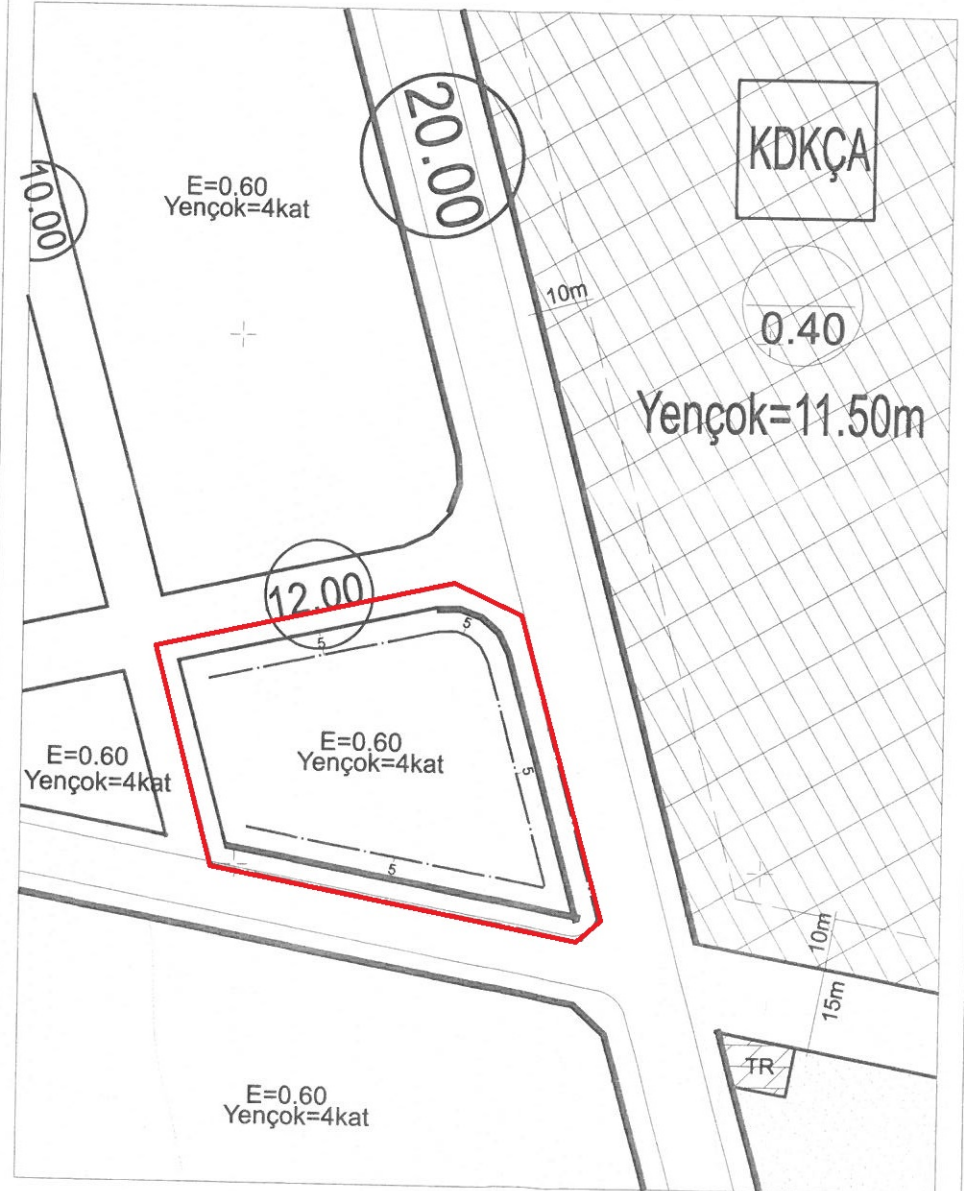 20.00
KDKÇA
10.00
E=0.60
Yençok=4kat
10m
0.40
Yençok=11.50m
12.00
5
5
E=0.60
Yençok=4kat
E=0.60
Yençok=4kat
5
5
10m
15m
TR
E=0.60
Yençok=4kat